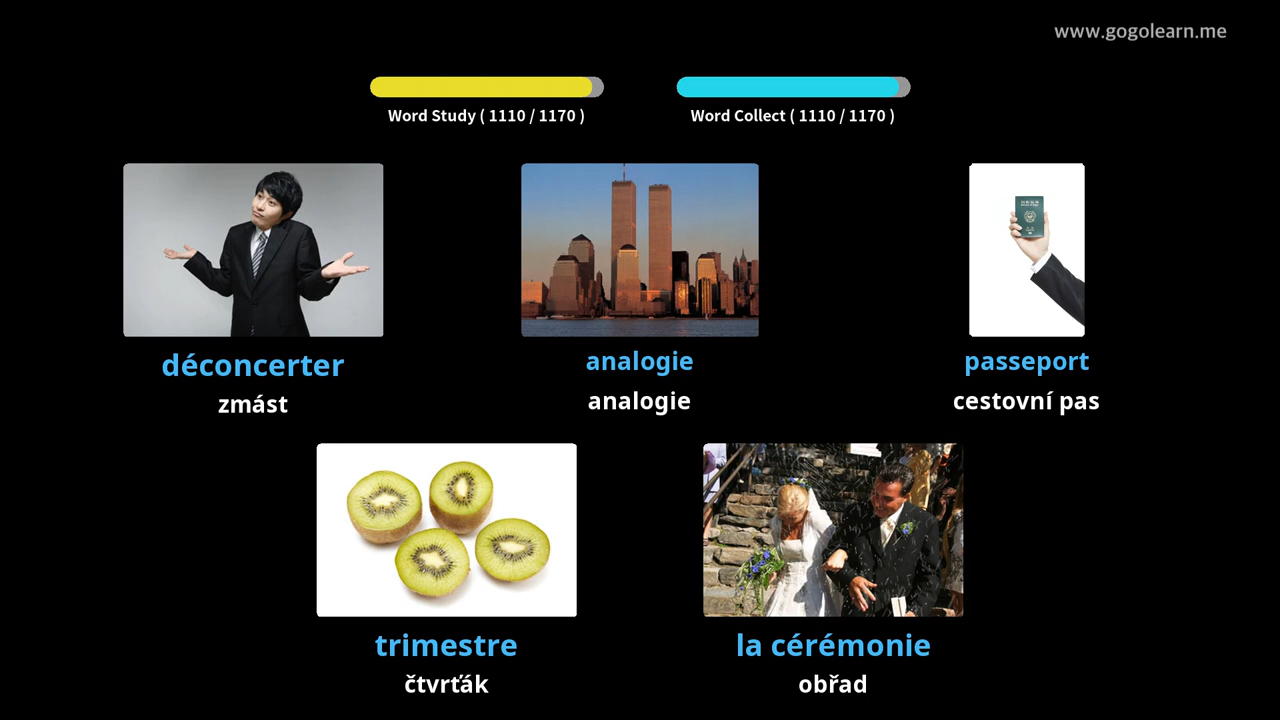 www.gogolearn.me
Word Study ( 1110 / 1170 )
Word Collect ( 1110 / 1170 )
déconcerter
zmást
analogie
analogie
passeport
cestovní pas
trimestre
čtvrťák
la cérémonie
obřad